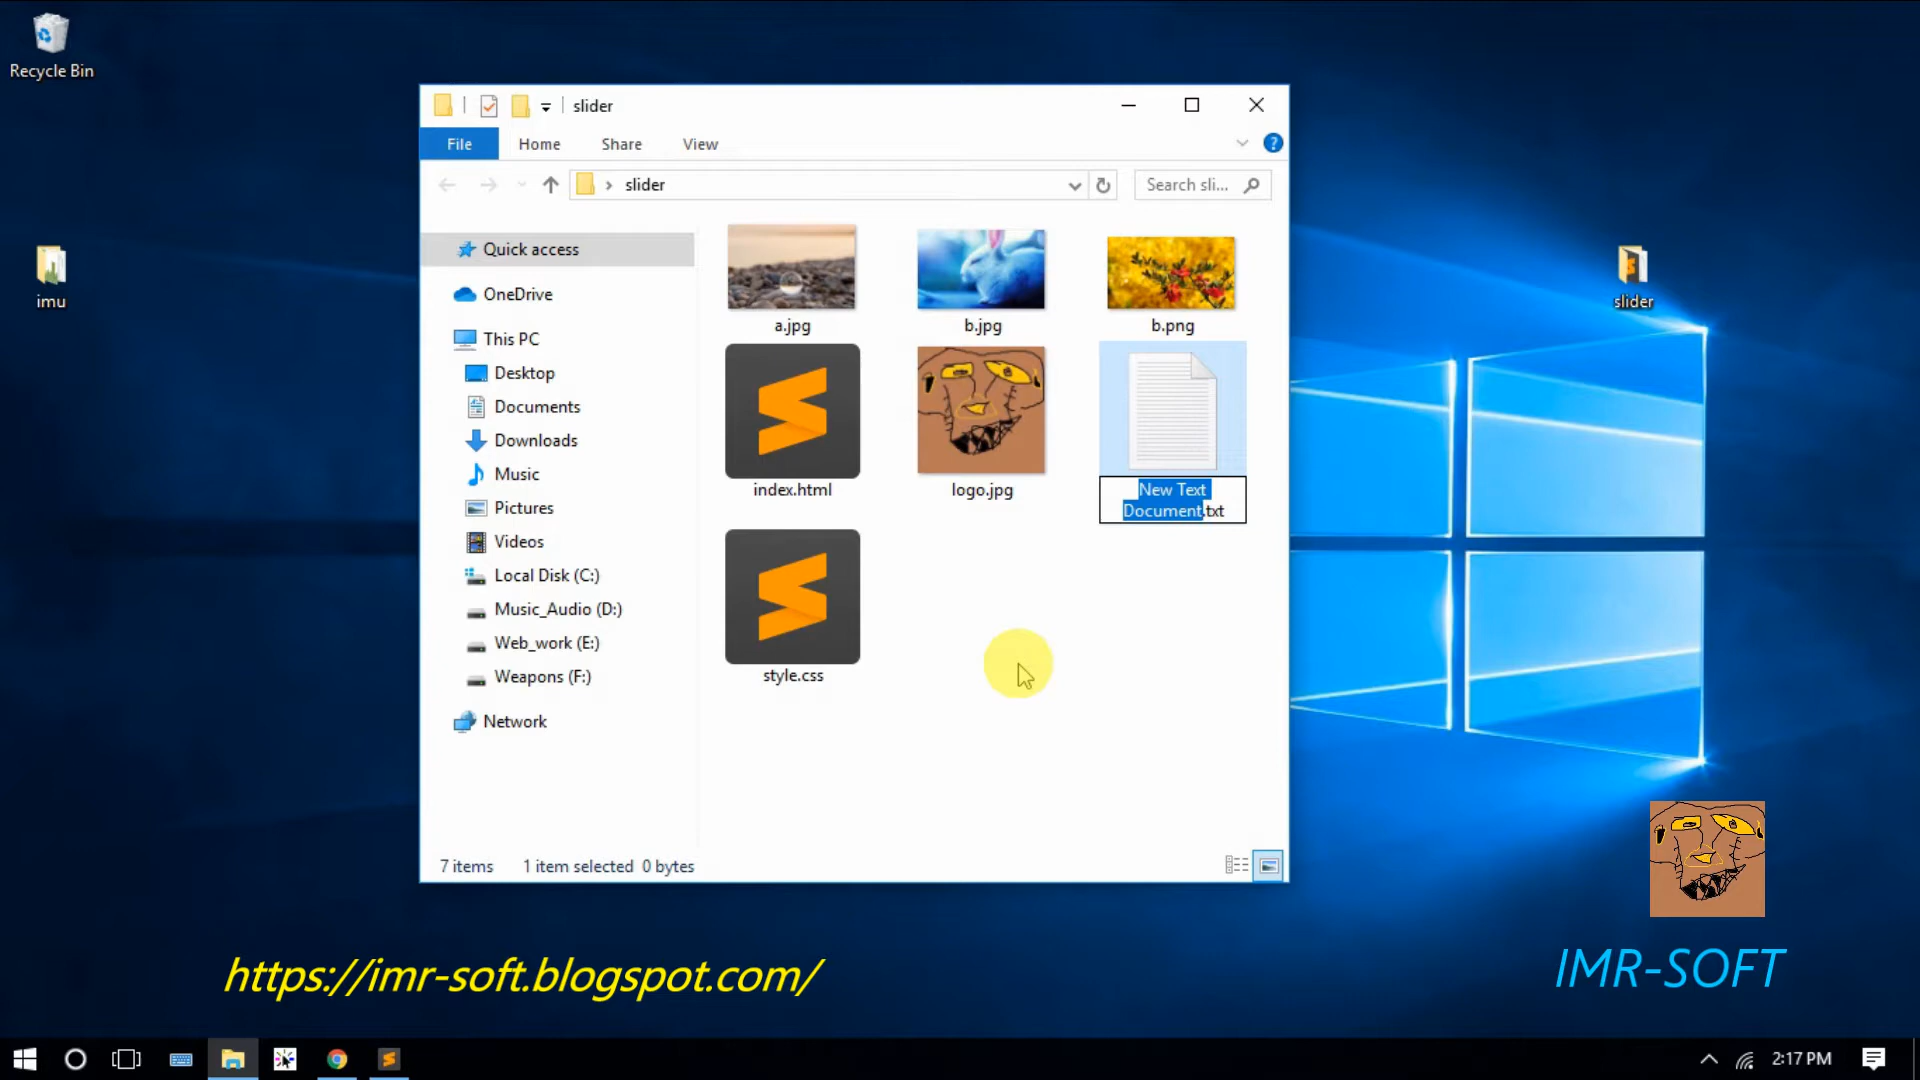 Recycle Bin
imu
slider
slider
File Home Share View
slider
Search sli...
Quick access
OneDrive
This PC
Desktop
Documents
Downloads
Music
Pictures
Videos
Local Disk (C:)
Music_Audio (D:)
Web_work (E:)
Weapons (F:)
Network
a.jpg b.jpg b.png
index.html logo.jpg New Text
Document.txt
style.css
7 items 1 item selected 0 bytes
https://imr-soft.blogspot.com/
IMR-SOFT
2:17 PM